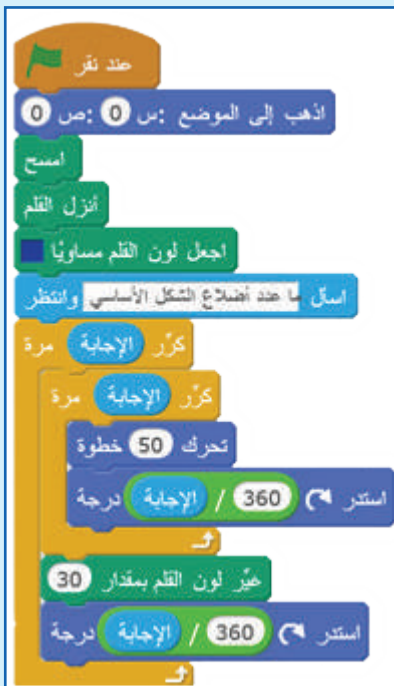 عند نقر
اذهب إلى الموضع س: 0 ص: 0
امسح
أنزل القلم
اجعل لون القلم مساويًا
اسأل ما عدد أضلاع الشكل الأساسي وانتظر
كرِّر الإجابة مرة
كرِّر الإجابة مرة
تحرك 50 خطوة
استدر 360 / الإجابة درجة
غيِّر لون القلم بمقدار 30
استدر 360 / الإجابة درجة